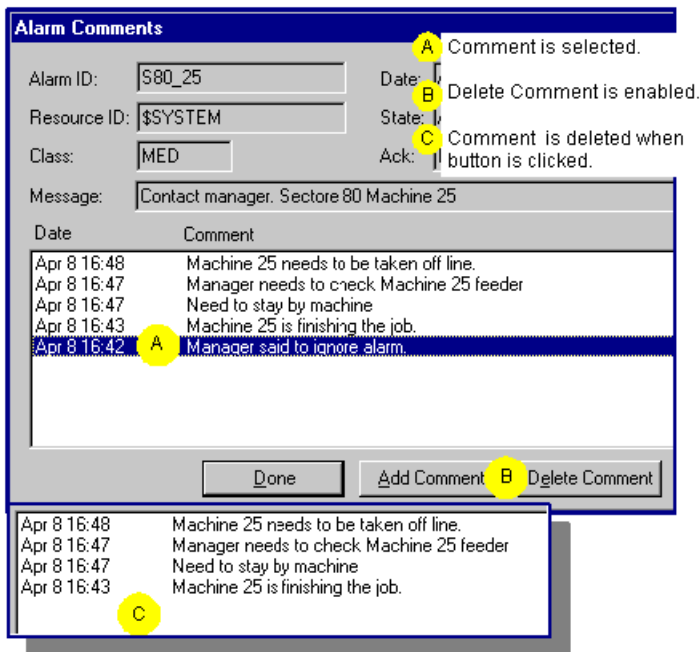 Alarm Comments
A Comment is selected.
Alarm ID: S80_25 Date:
B Delete Comment is enabled.
Resource ID: $SYSTEM State:
C Comment is deleted when
button is clicked.
Class: MED Ack:
Message: Contact manager. Sectore 80 Machine 25
Date Comment
Apr 8 16:48 Machine 25 needs to be taken off line.
Apr 8 16:47 Manager needs to check Machine 25 feeder
Apr 8 16:47 Need to stay by machine
Apr 8 16:43 Machine 25 is finishing the job.
Apr 8 16:42 A Manager said to ignore alarm.
Done Add Comment B Delete Comment
Apr 8 16:48 Machine 25 needs to be taken off line.
Apr 8 16:47 Manager needs to check Machine 25 feeder
Apr 8 16:47 Need to stay by machine
Apr 8 16:43 Machine 25 is finishing the job.
C